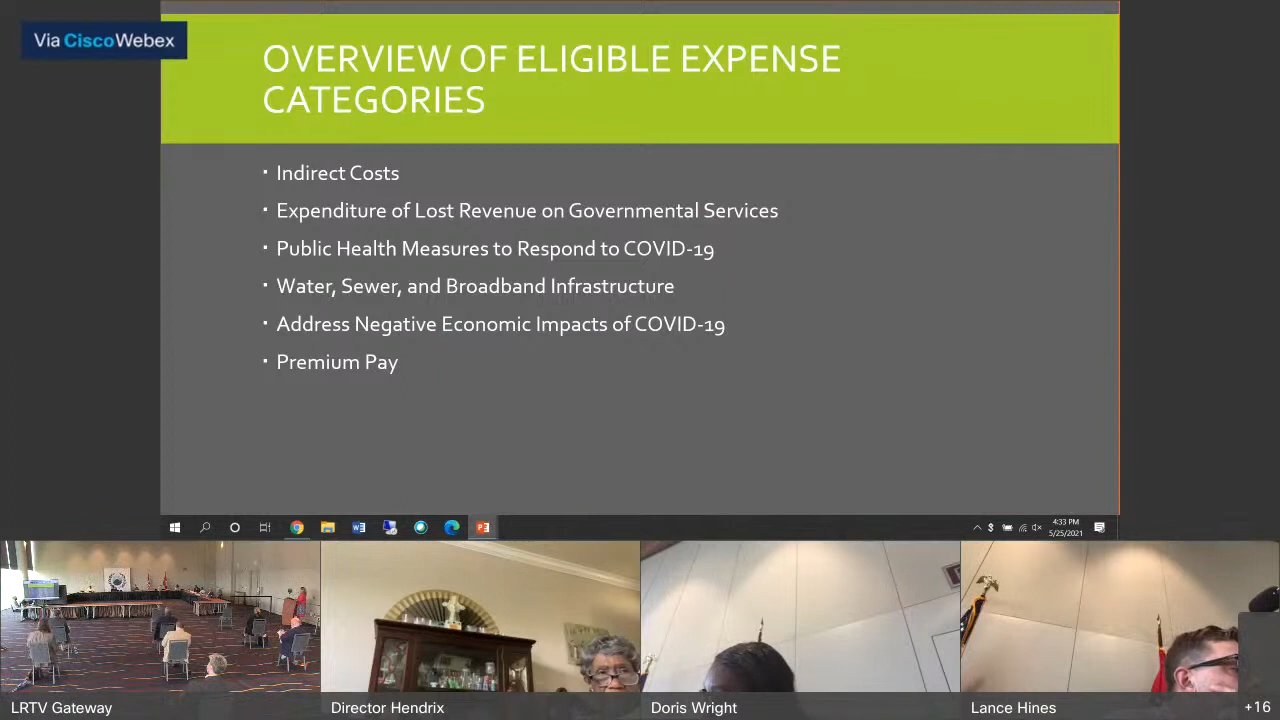 Via Cisco Webex
OVERVIEW OF ELIGIBLE EXPENSE
CATEGORIES
▪ Indirect Costs
▪ Expenditure of Lost Revenue on Governmental Services
▪ Public Health Measures to Respond to COVID-19
▪ Water, Sewer, and Broadband Infrastructure
▪ Address Negative Economic Impacts of COVID-19
▪ Premium Pay
4:33 PM
5/25/2021
LRTV Gateway
Director Hendrix
Doris Wright
Lance Hines
+16